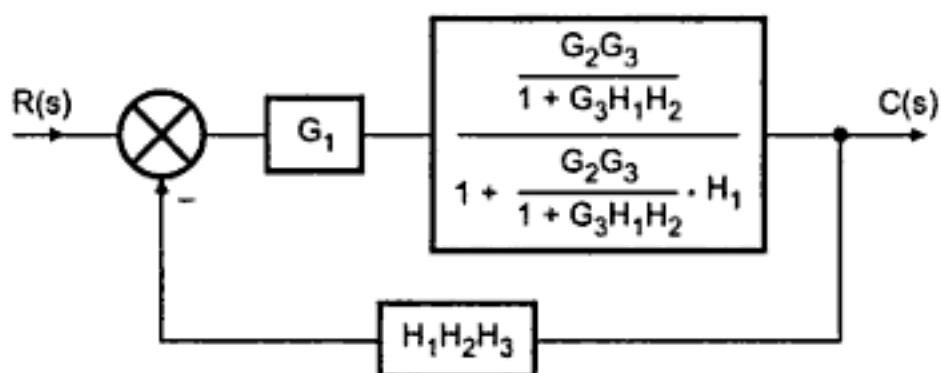 R(s)
G₁
G₂G₃
1 + G₃H₁H₂
1 + G₂G₃
1 + G₃H₁H₂ · H₁
C(s)
−
H₁H₂H₃